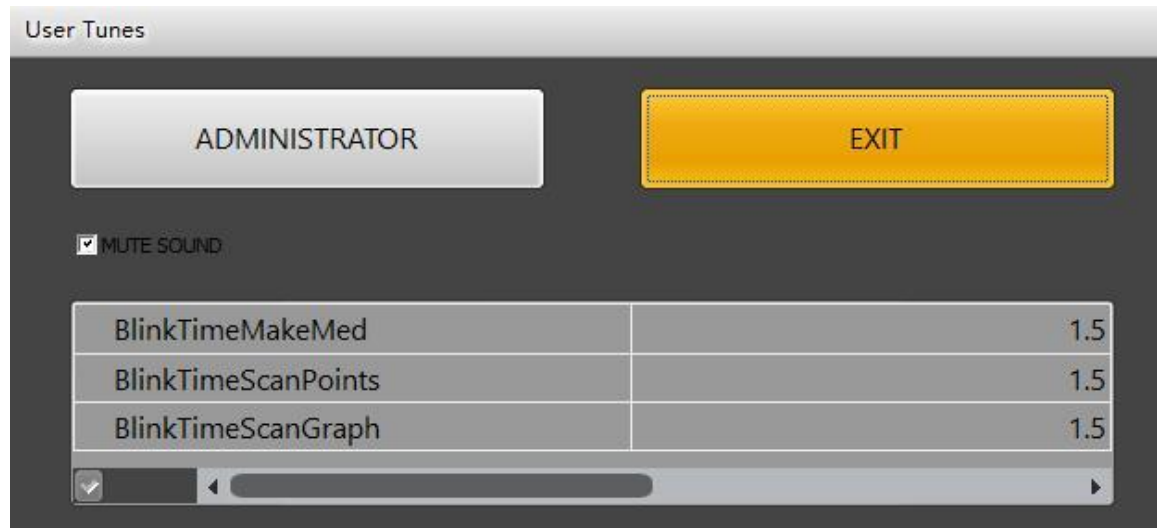 User Tunes
ADMINISTRATOR
EXIT
MUTE SOUND
BlinkTimeMakeMed 1.5
BlinkTimeScanPoints 1.5
BlinkTimeScanGraph 1.5